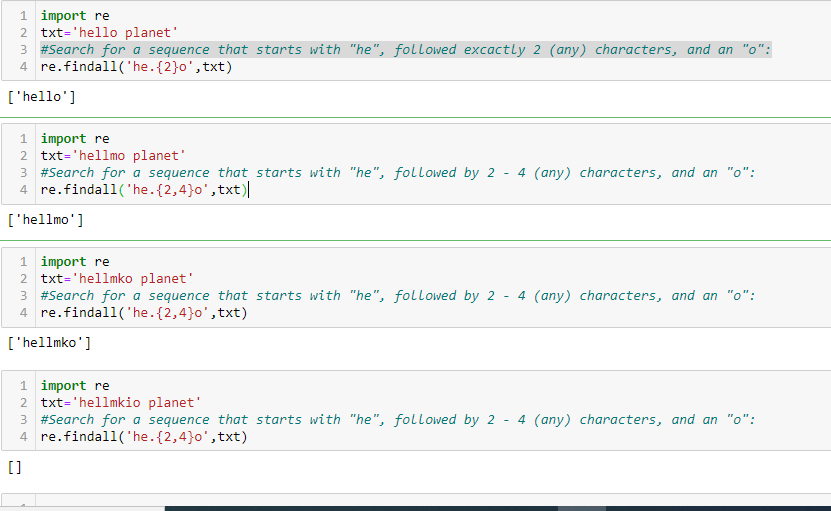 1 import re
2 txt='hello planet'
3 #Search for a sequence that starts with "he", followed excactly 2 (any) characters, and an "o":
4 re.findall('he.{2}o',txt)
['hello']
1 import re
2 txt='hellmo planet'
3 #Search for a sequence that starts with "he", followed by 2 - 4 (any) characters, and an "o":
4 re.findall('he.{2,4}o',txt)
['hellmo']
1 import re
2 txt='hellmko planet'
3 #Search for a sequence that starts with "he", followed by 2 - 4 (any) characters, and an "o":
4 re.findall('he.{2,4}o',txt)
['hellmko']
1 import re
2 txt='hellmkio planet'
3 #Search for a sequence that starts with "he", followed by 2 - 4 (any) characters, and an "o":
4 re.findall('he.{2,4}o',txt)
[]